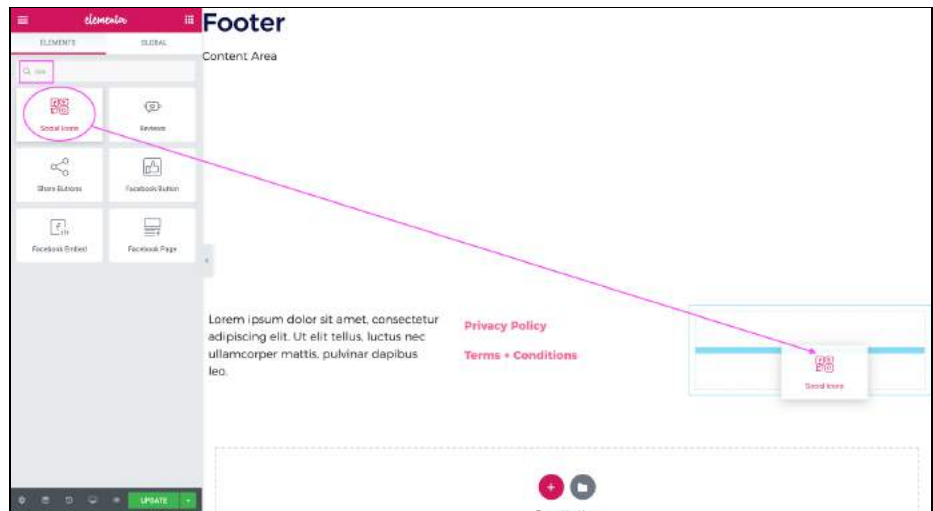 elementor
Footer
ELEMENTS
GLOBAL
Content Area
Social Icons
Reviews
Share Buttons
Facebook Button
Facebook Embed
Facebook Page
Lorem ipsum dolor sit amet, consectetur
adipiscing elit. Ut elit tellus, luctus nec
ullamcorper mattis, pulvinar dapibus
leo.
Privacy Policy
Terms + Conditions
Social Icons
UPDATE